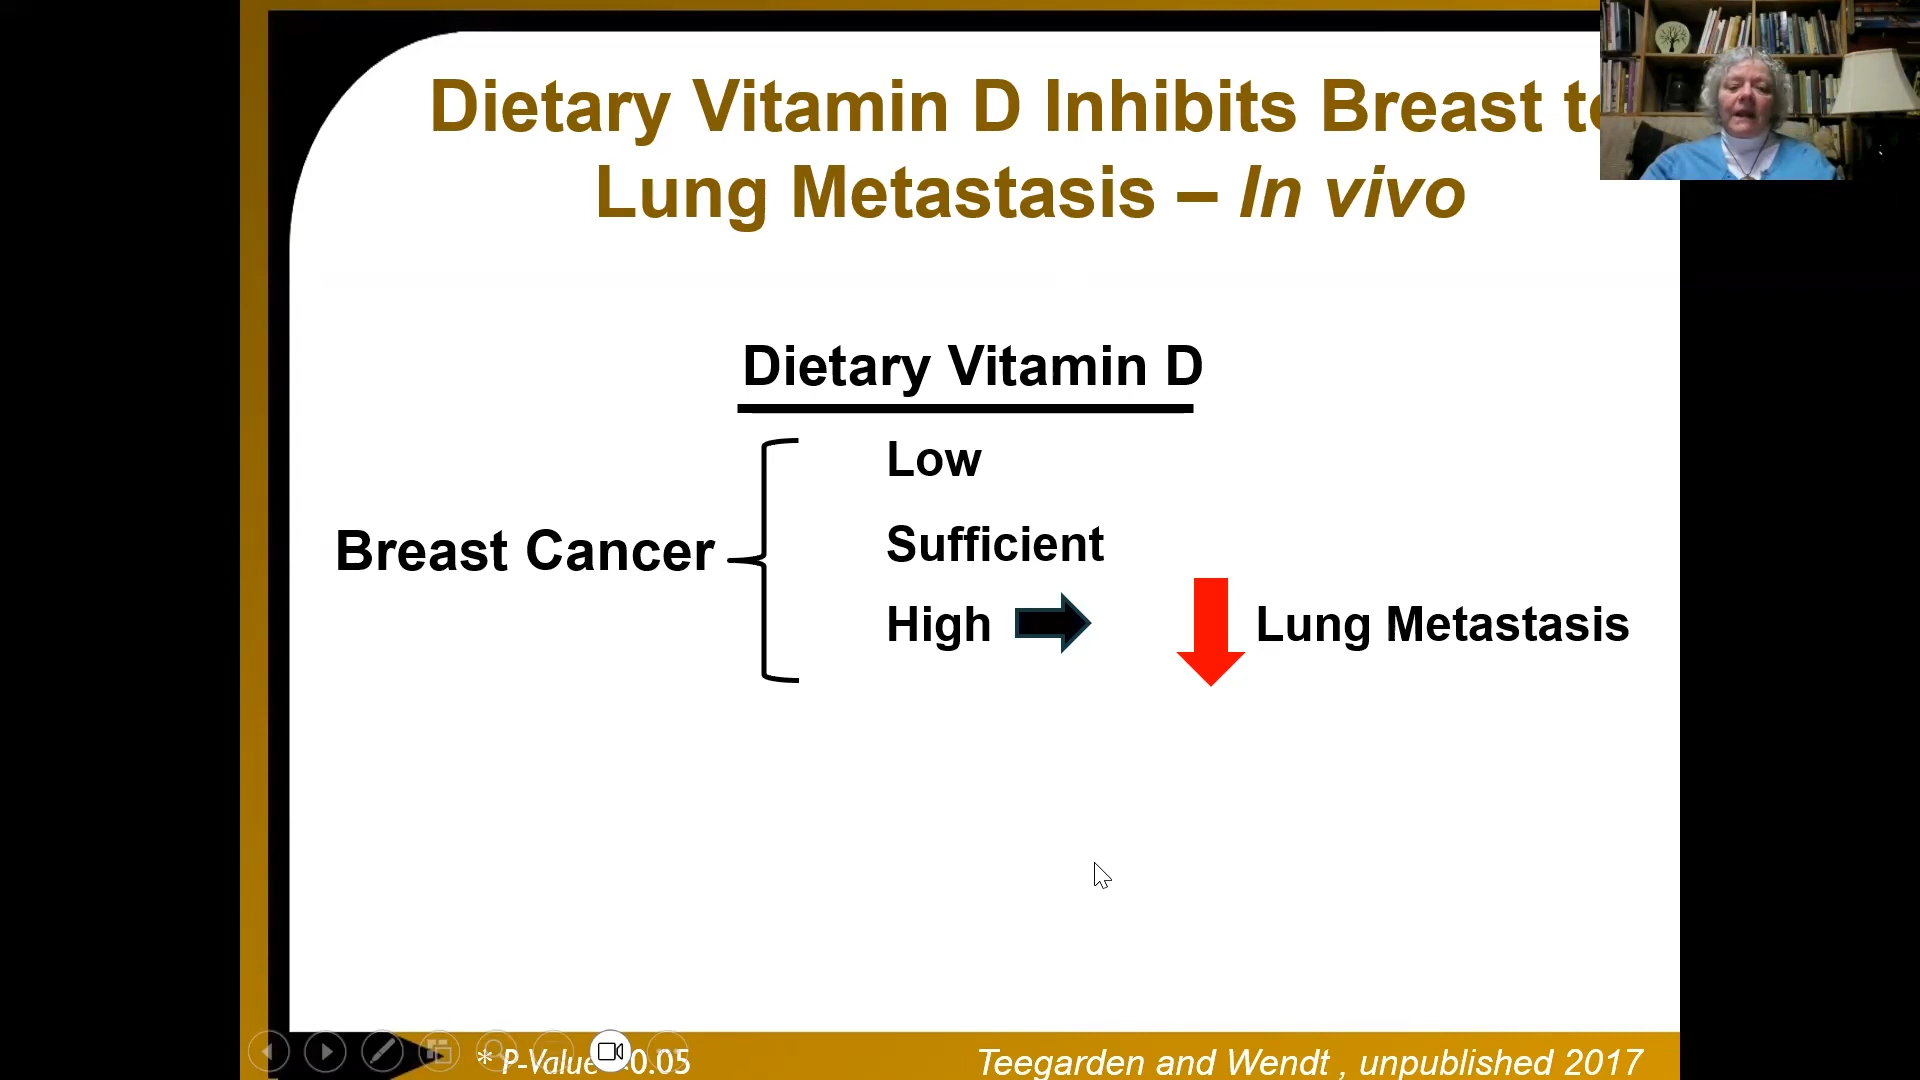 Dietary Vitamin D Inhibits Breast
Lung Metastasis – In vivo
Dietary Vitamin D
Low
Sufficient
Breast Cancer
High
Lung Metastasis
* P-Value 0.05
Teegarden and Wendt , unpublished 2017